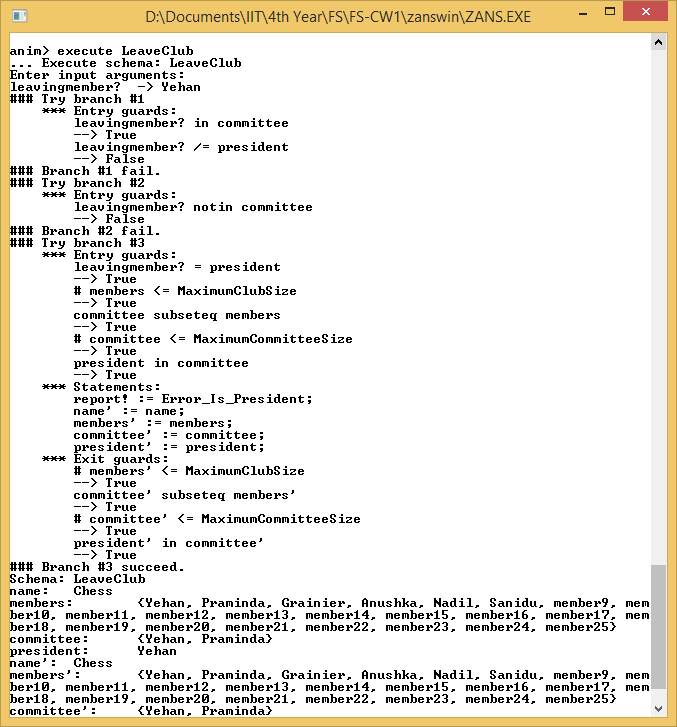 D:\Documents\IIT\4th Year\FS\FS-CW1\zanswin\ZANS.EXE
anim> execute LeaveClub
... Execute schema: LeaveClub
Enter input arguments:
leavingmember?  -> Yehan
### Try branch #1
    *** Entry guards:
        leavingmember? in committee
        --> True
        leavingmember? /= president
        --> False
### Branch #1 fail.
### Try branch #2
    *** Entry guards:
        leavingmember? notin committee
        --> False
### Branch #2 fail.
### Try branch #3
    *** Entry guards:
        leavingmember? = president
        --> True
        # members <= MaximumClubSize
        --> True
        committee subseteq members
        --> True
        # committee <= MaximumCommitteeSize
        --> True
        president in committee
        --> True
    *** Statements:
        report! := Error_Is_President;
        name' := name;
        members' := members;
        committee' := committee;
        president' := president;
    *** Exit guards:
        # members' <= MaximumClubSize
        --> True
        committee' subseteq members'
        --> True
        # committee' <= MaximumCommitteeSize
        --> True
        president' in committee'
        --> True
### Branch #3 succeed.
Schema: LeaveClub
name:   Chess
members:        {Yehan, Praminda, Grainier, Anushka, Nadil, Sanidu, member9, mem
ber10, member11, member12, member13, member14, member15, member16, member17, mem
ber18, member19, member20, member21, member22, member23, member24, member25}
committee:      {Yehan, Praminda}
president:      Yehan
name':  Chess
members':       {Yehan, Praminda, Grainier, Anushka, Nadil, Sanidu, member9, mem
ber10, member11, member12, member13, member14, member15, member16, member17, mem
ber18, member19, member20, member21, member22, member23, member24, member25}
committee':     {Yehan, Praminda}